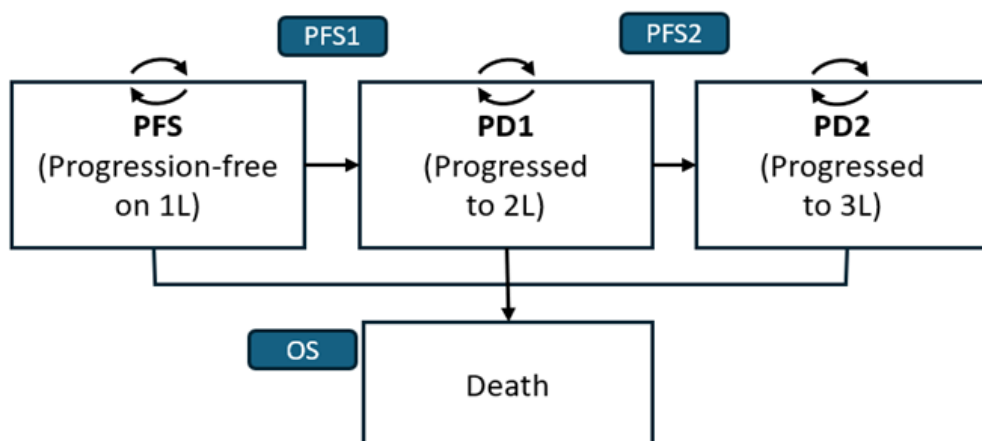 PFS1
PFS2
PFS
(Progression-free
on 1L)
PD1
(Progressed
to 2L)
PD2
(Progressed
to 3L)
OS
Death